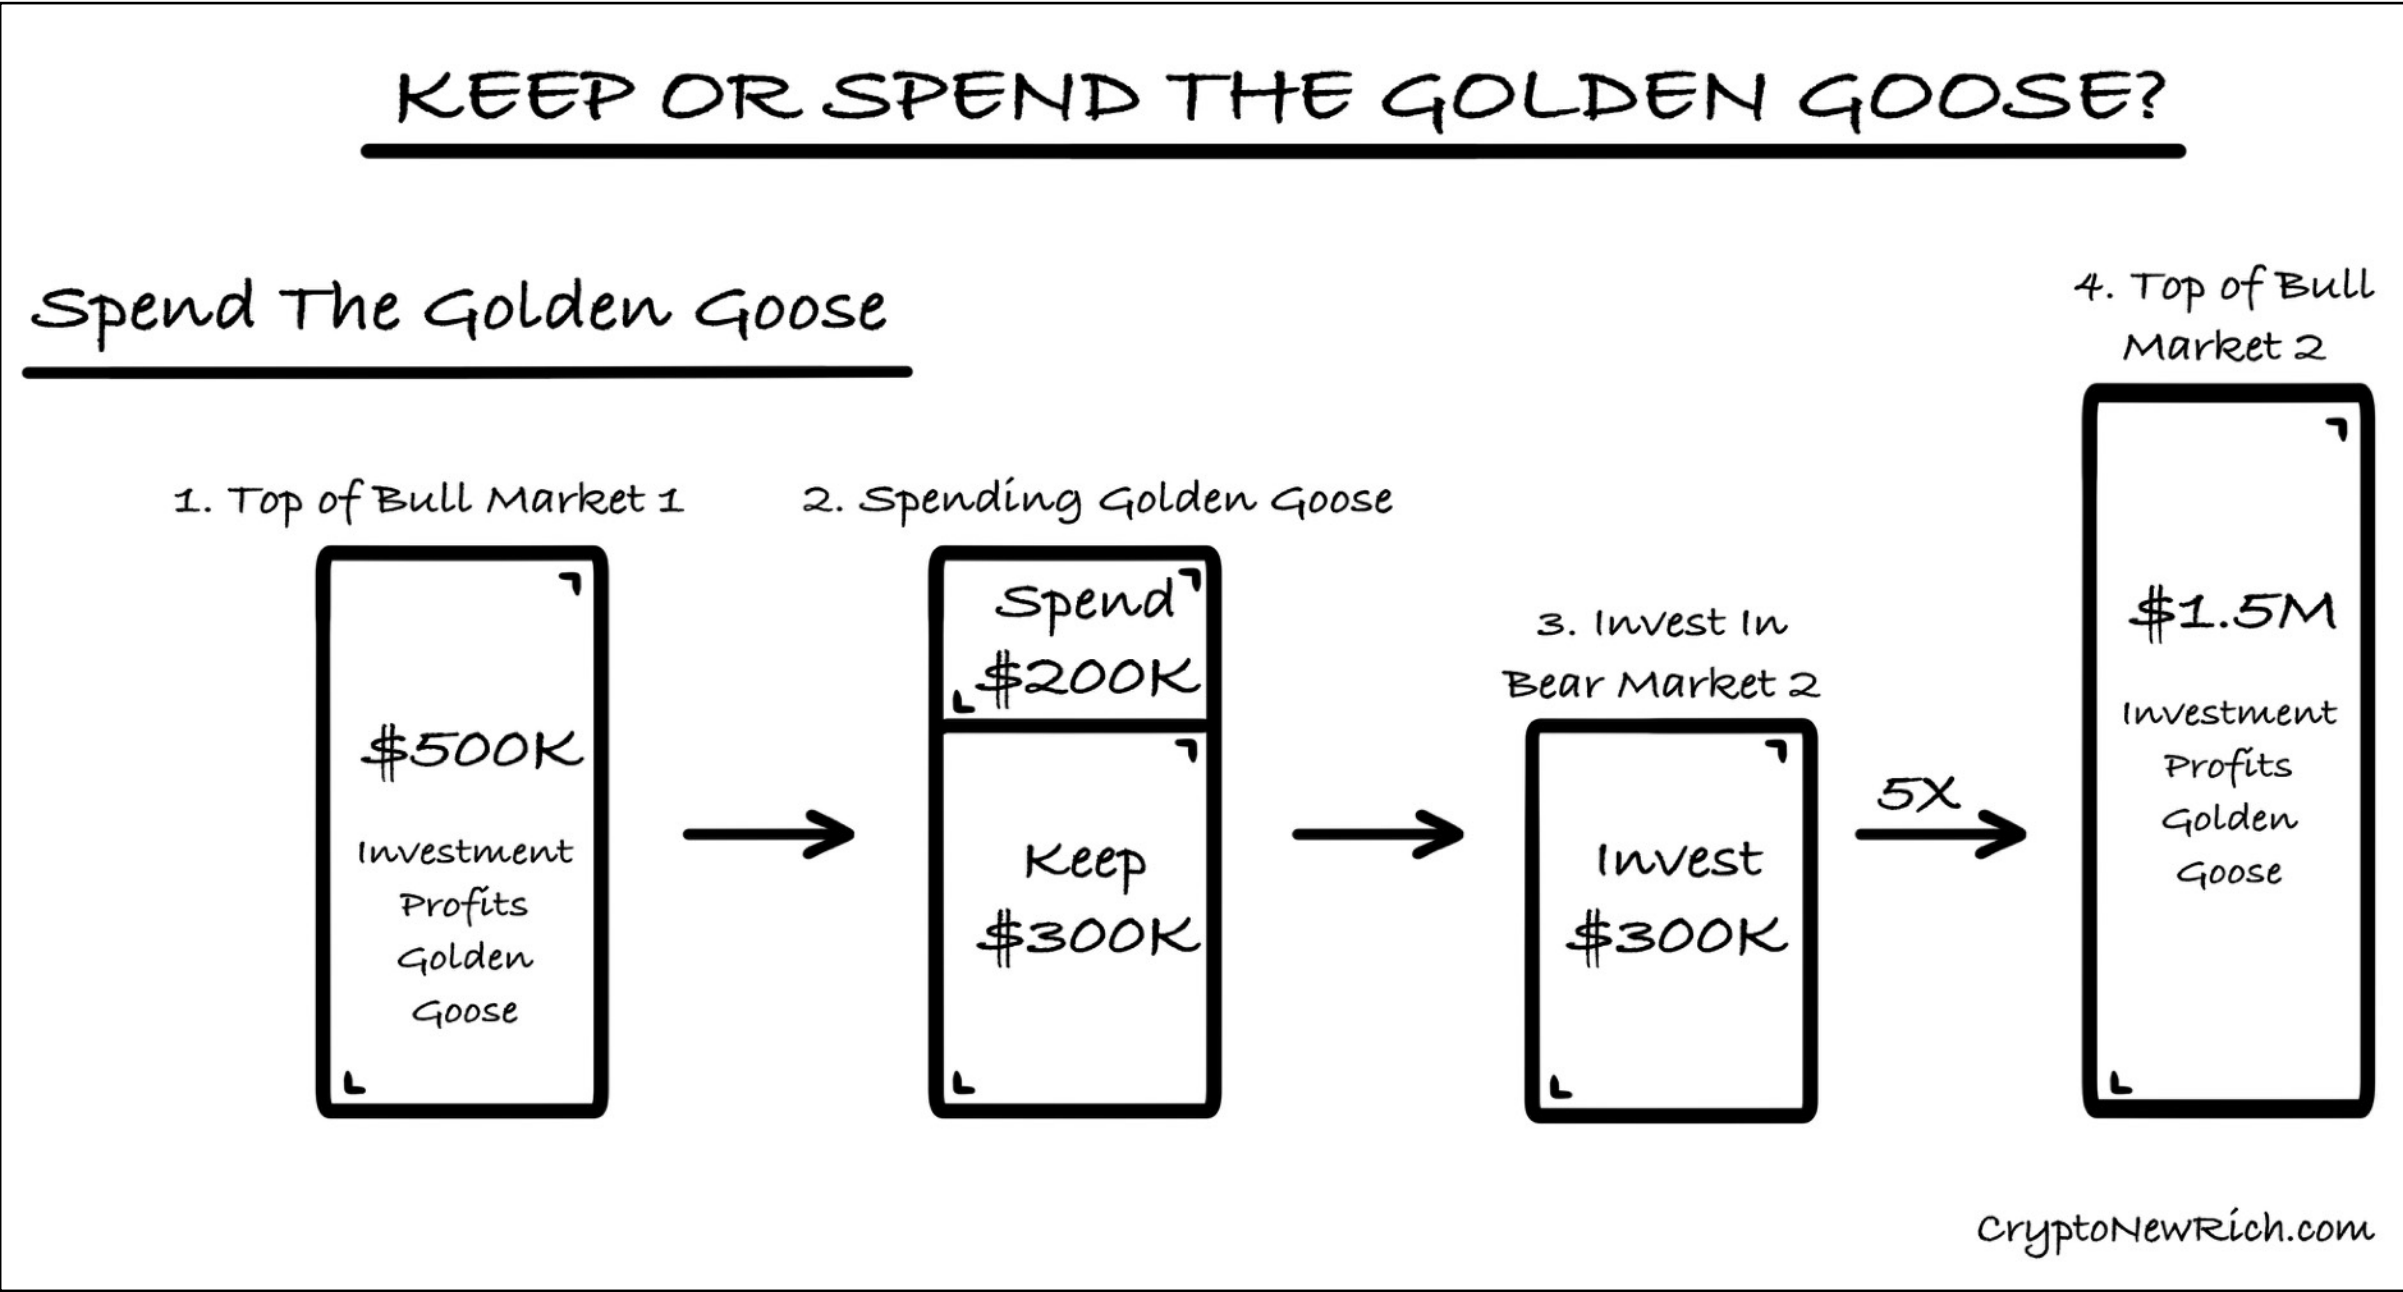 KEEP OR SPEND THE GOLDEN GOOSE?
Spend The Golden Goose
1. Top of Bull Market 1
$500K
Investment
Profits
Golden
Goose
2. Spending Golden Goose
Spend
$200K
Keep
$300K
3. Invest In
Bear Market 2
Invest
$300K
5X
4. Top of Bull
Market 2
$1.5M
Investment
Profits
Golden
Goose
CryptoNewRich.com